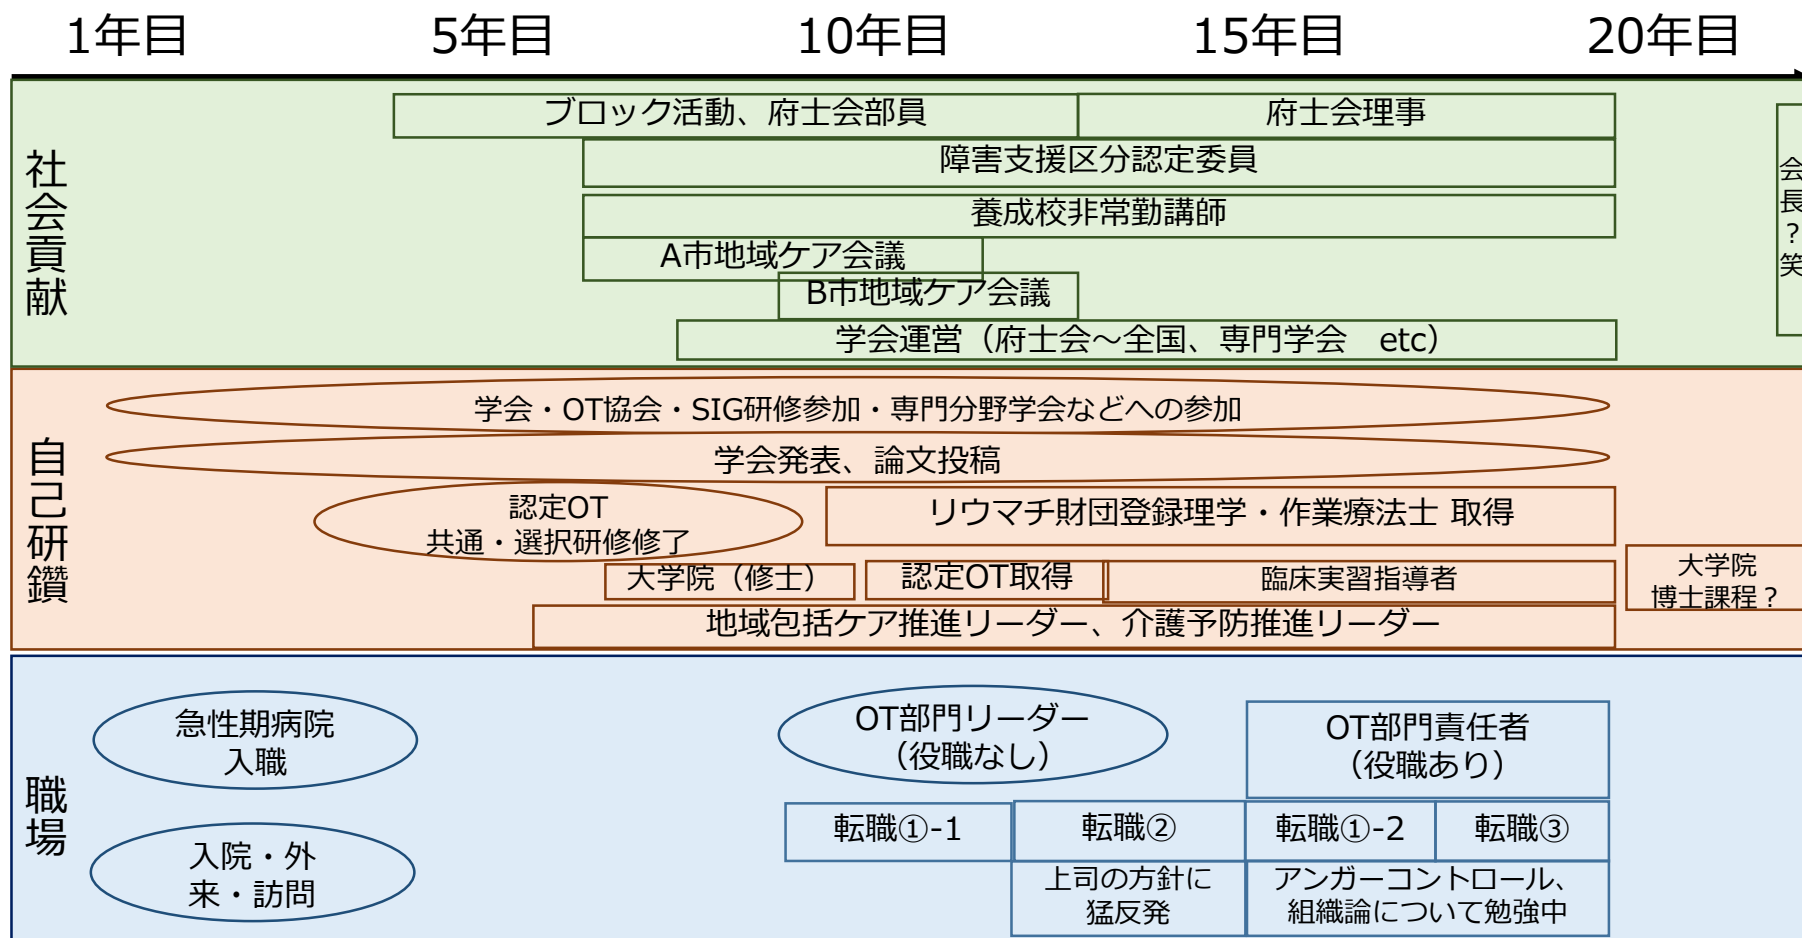 1年目 5年目 10年目 15年目 20年目
社会貢献
ブロック活動、府士会部員
府士会理事
障害支援区分認定委員
養成校非常勤講師
A市地域ケア会議
B市地域ケア会議
学会運営（府士会～全国、専門学会　etc）
会長?笑
自己研鑽
学会・OT協会・SIG研修参加・専門分野学会などへの参加
学会発表、論文投稿
認定OT
共通・選択研修修了
リウマチ財団登録理学・作業療法士 取得
大学院（修士）
認定OT取得
臨床実習指導者
大学院
博士課程？
地域包括ケア推進リーダー、介護予防推進リーダー
職場
急性期病院
入職
OT部門リーダー
（役職なし）
OT部門責任者
（役職あり）
転職①-1
転職②
転職①-2
転職③
入院・外
来・訪問
上司の方針に
猛反発
アンガーコントロール、
組織論について勉強中